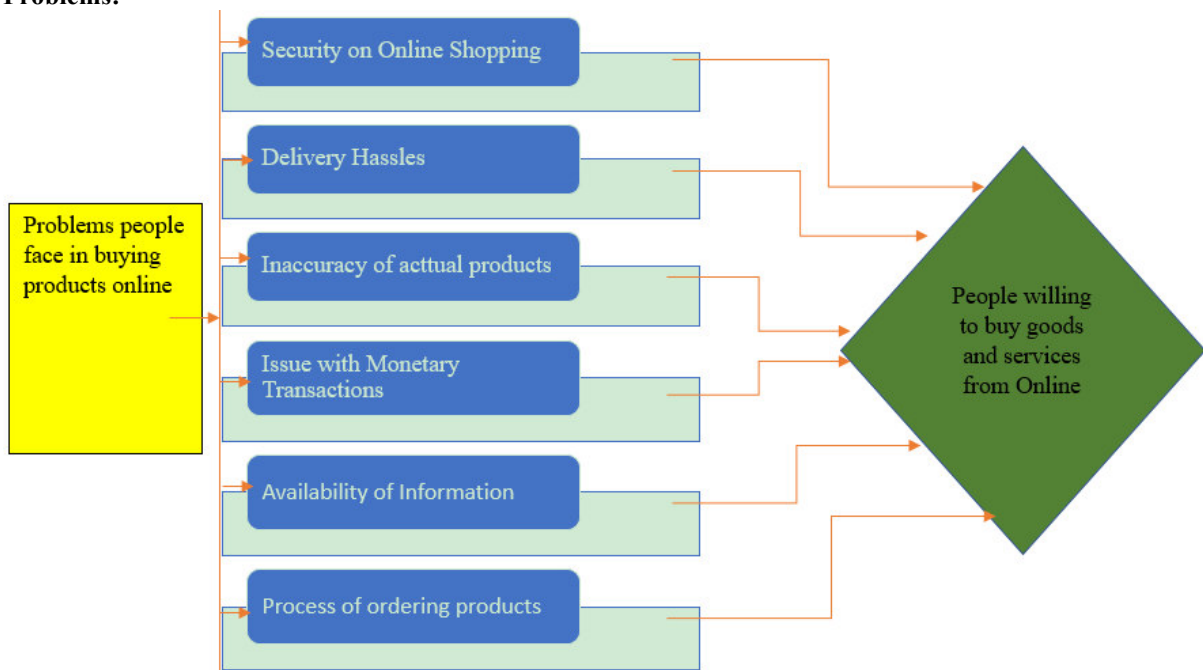 Problems:
Security on Online Shopping
Delivery Hassles
Problems people
face in buying
products online
Inaccuracy of acttual products
Issue with Monetary
Transactions
Availability of Information
Process of ordering products
People willing
to buy goods
and services
from Online